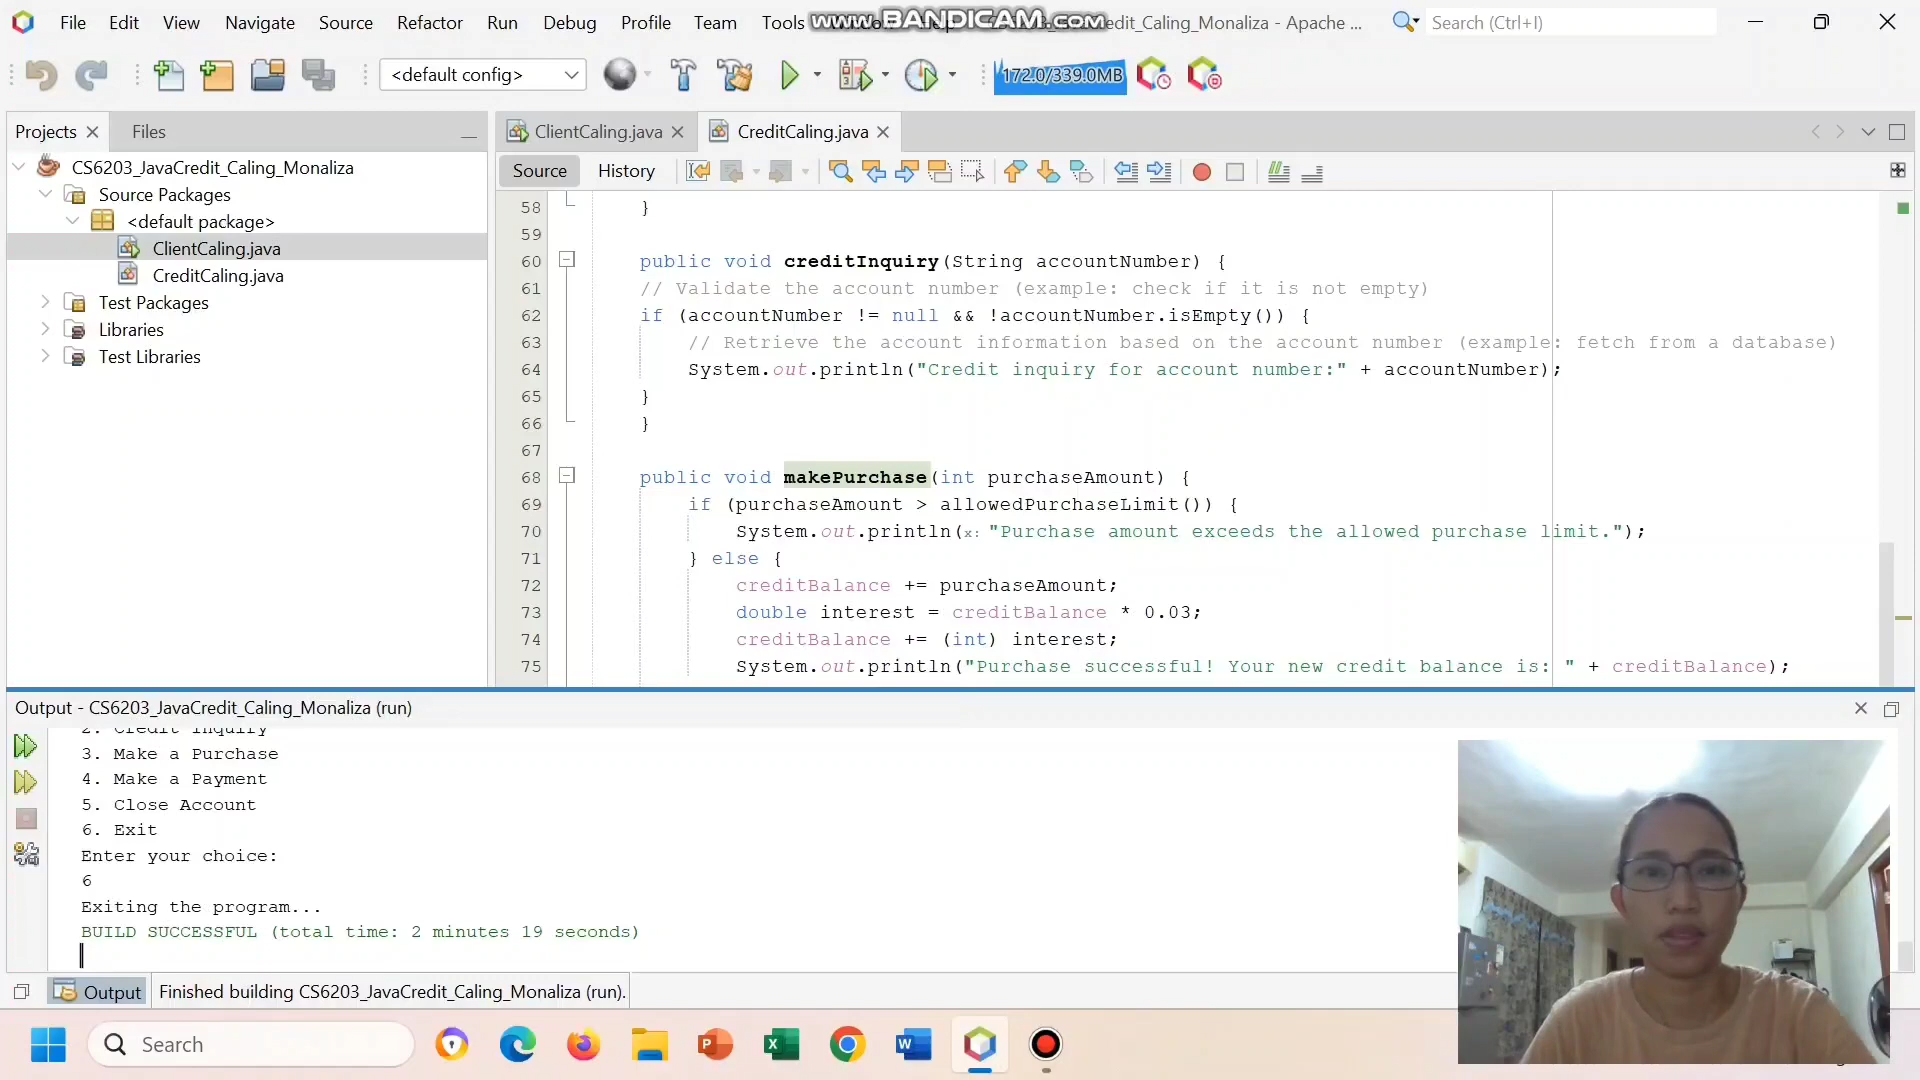 File Edit View Navigate Source Refactor Run Debug Profile Team Tools
www.BANDICAM.com
Credit_Caling_Monaliza - Apache ...
Search (Ctrl+I)
<default config>
172.0/339.0MB
Projects Files
ClientCaling.java CreditCaling.java
CS6203_JavaCredit_Caling_Monaliza
Source Packages
<default package>
ClientCaling.java
CreditCaling.java
Test Packages
Libraries
Test Libraries
Source History
58 }
59
60 public void creditInquiry(String accountNumber) {
61 // Validate the account number (example: check if it is not empty)
62 if (accountNumber != null && !accountNumber.isEmpty()) {
63 // Retrieve the account information based on the account number (example: fetch from a database)
64 System.out.println("Credit inquiry for account number:" + accountNumber);
65 }
66 }
67
68 public void makePurchase(int purchaseAmount) {
69 if (purchaseAmount > allowedPurchaseLimit()) {
70 System.out.println(x: "Purchase amount exceeds the allowed purchase limit.");
71 } else {
72 creditBalance += purchaseAmount;
73 double interest = creditBalance * 0.03;
74 creditBalance += (int) interest;
75 System.out.println("Purchase successful! Your new credit balance is: " + creditBalance);
Output - CS6203_JavaCredit_Caling_Monaliza (run)
2. Credit Inquiry
3. Make a Purchase
4. Make a Payment
5. Close Account
6. Exit
Enter your choice:
6
Exiting the program...
BUILD SUCCESSFUL (total time: 2 minutes 19 seconds)
Output Finished building CS6203_JavaCredit_Caling_Monaliza (run).
Search